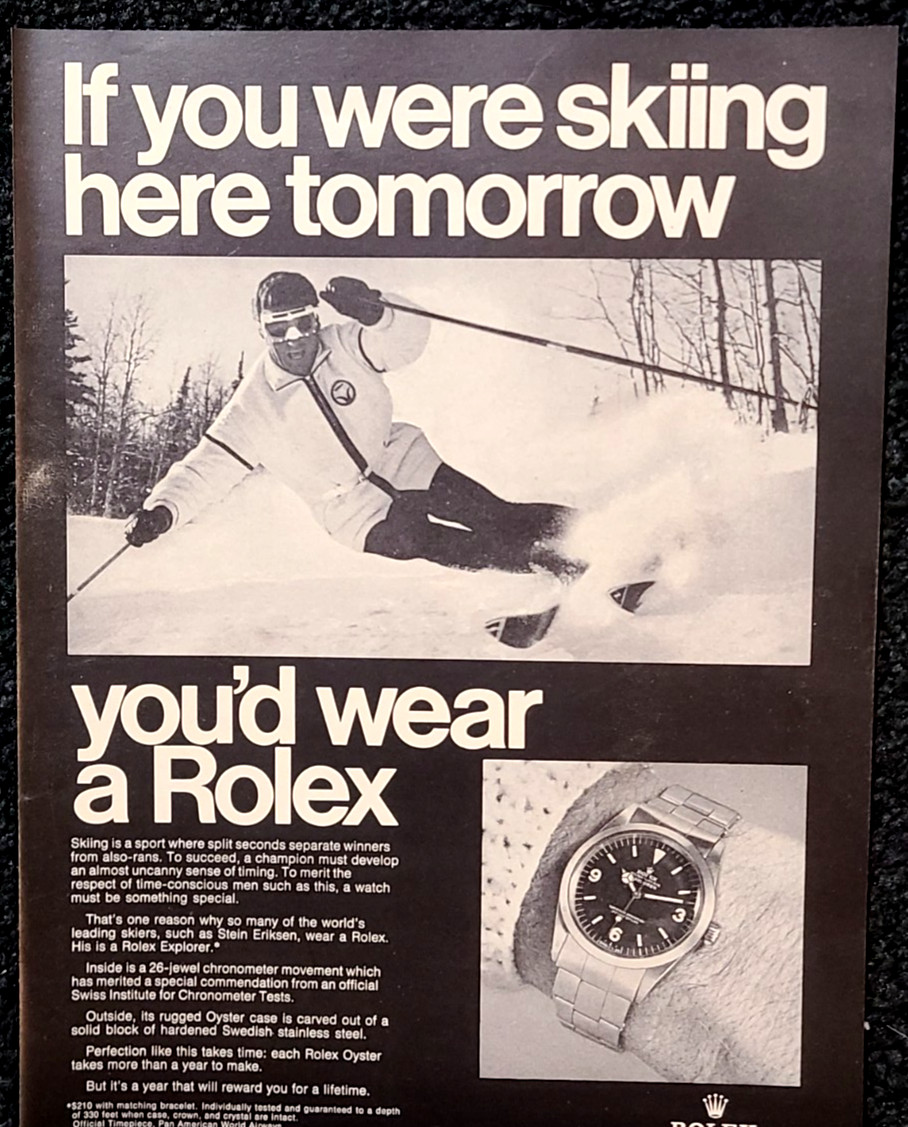 If you were skiing
here tomorrow
you'd wear
a Rolex
Skiing is a sport where split seconds separate winners
from also-rans. To succeed, a champion must develop
an almost uncanny sense of timing. To merit the
respect of time-conscious men such as this, a watch
must be something special.
That's one reason why so many of the world's
leading skiers, such as Stein Eriksen, wear a Rolex.
His is a Rolex Explorer.*
Inside is a 26-jewel chronometer movement which
has merited a special commendation from an official
Swiss Institute for Chronometer Tests.
Outside, its rugged Oyster case is carved out of a
solid block of hardened Swedish stainless steel.
Perfection like this takes time: each Rolex Oyster
takes more than a year to make.
But it's a year that will reward you for a lifetime.
*$210 with matching bracelet. Individually tested and guaranteed to a depth
of 330 feet when case, crown, and crystal are intact.
Official Timepiece, Pan American World Airways
9
3
6
ROLEX